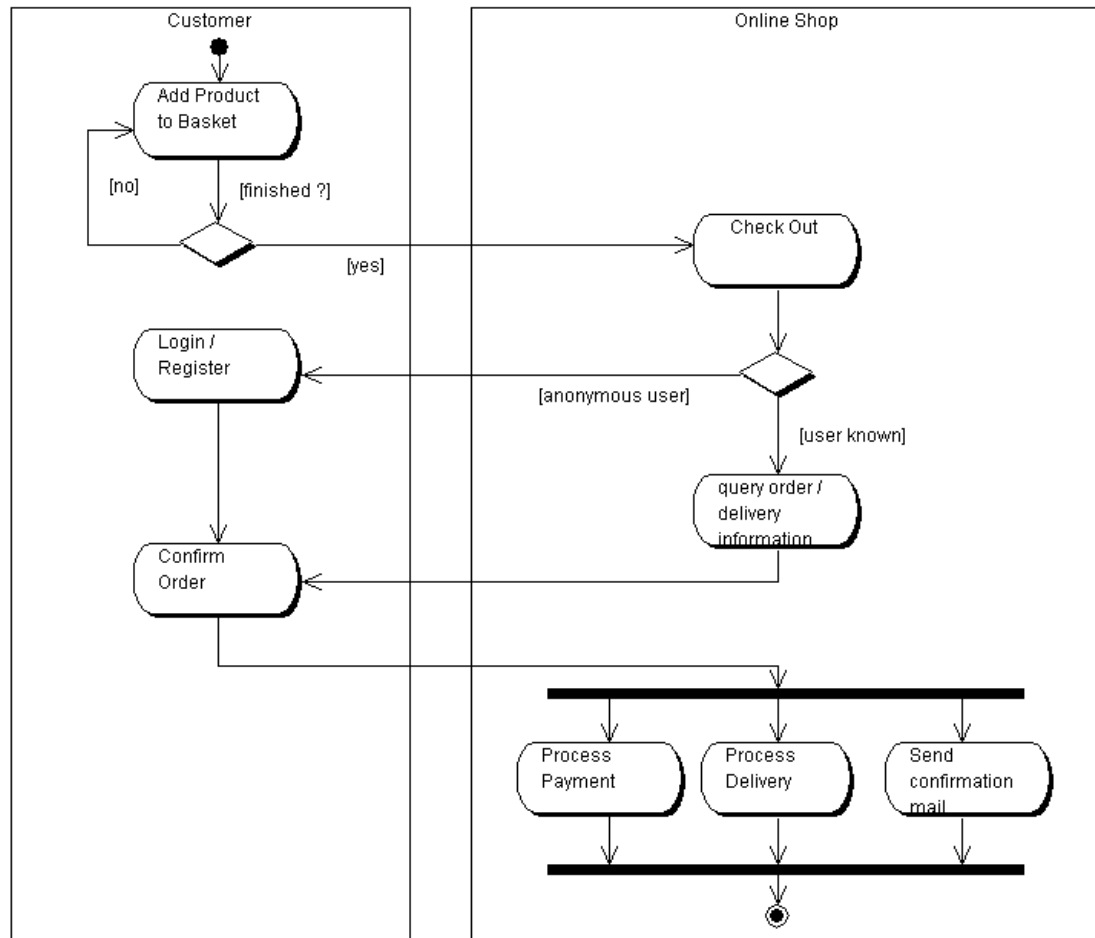 Customer
Online Shop
Add Product
to Basket
[no]
[finished ?]
[yes]
Check Out
Login /
Register
[anonymous user]
[user known]
query order /
delivery
information
Confirm
Order
Process
Payment
Process
Delivery
Send
confirmation
mail